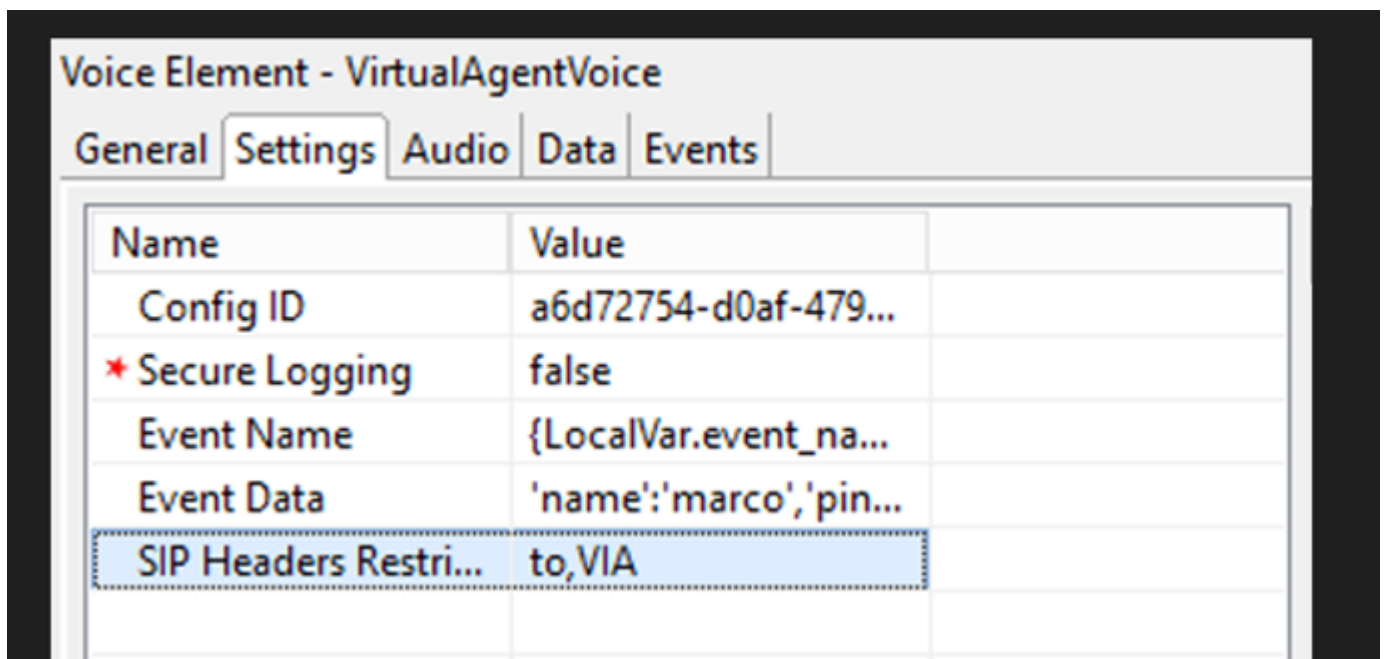 Voice Element - VirtualAgentVoice
General Settings Audio Data Events
Name Value
Config ID a6d72754-d0af-479...
* Secure Logging false
Event Name {LocalVar.event_na...
Event Data 'name':'marco','pin...
SIP Headers Restri... to,VIA